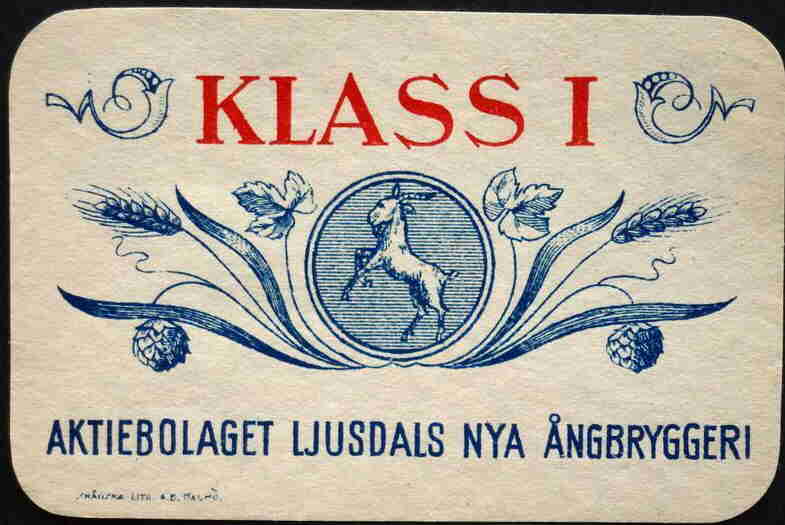 KLASS I
AKTIEBOLAGET LJUSDALS NYA ÅNGBRYGGERI
SKÅNSKA LITH. A.B. MALMÖ.